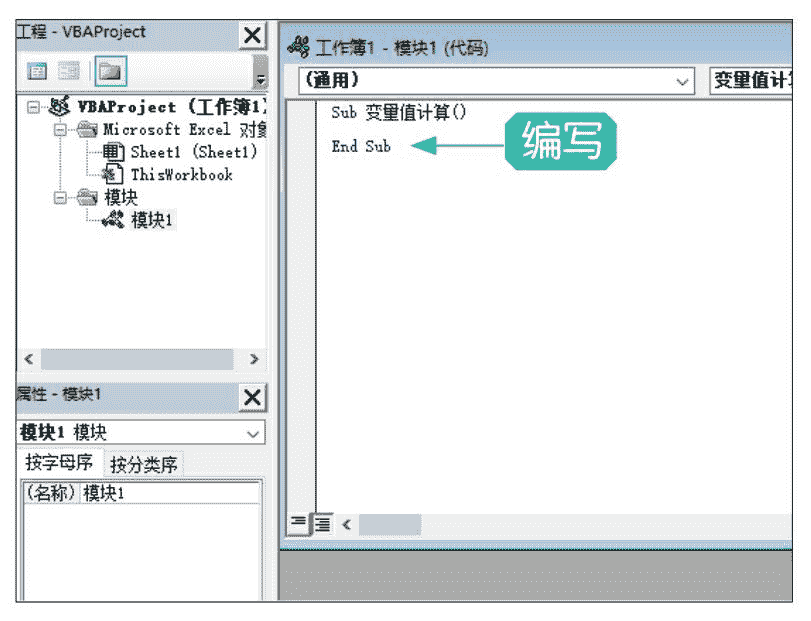 工程 - VBAProject
VBAProject (工作簿1)
Microsoft Excel 对象
Sheet1 (Sheet1)
ThisWorkbook
模块
模块1
属性 - 模块1
模块1 模块
按字母序 按分类序
(名称) 模块1
工作簿1 - 模块1 (代码)
(通用) 变量值计
Sub 变量值计算()
End Sub
编写